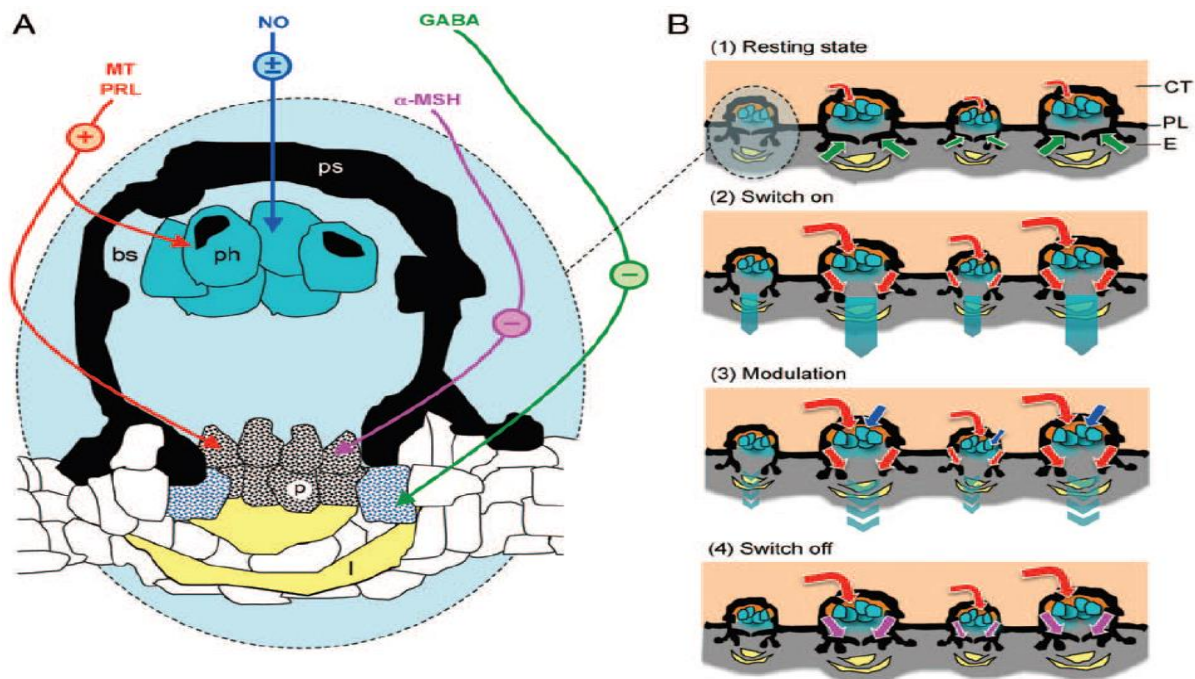 A
NO
GABA
±
MT
PRL
α-MSH
+
ps
bs
ph
−
−
p
l
B
(1) Resting state
CT
PL
E
(2) Switch on
(3) Modulation
(4) Switch off